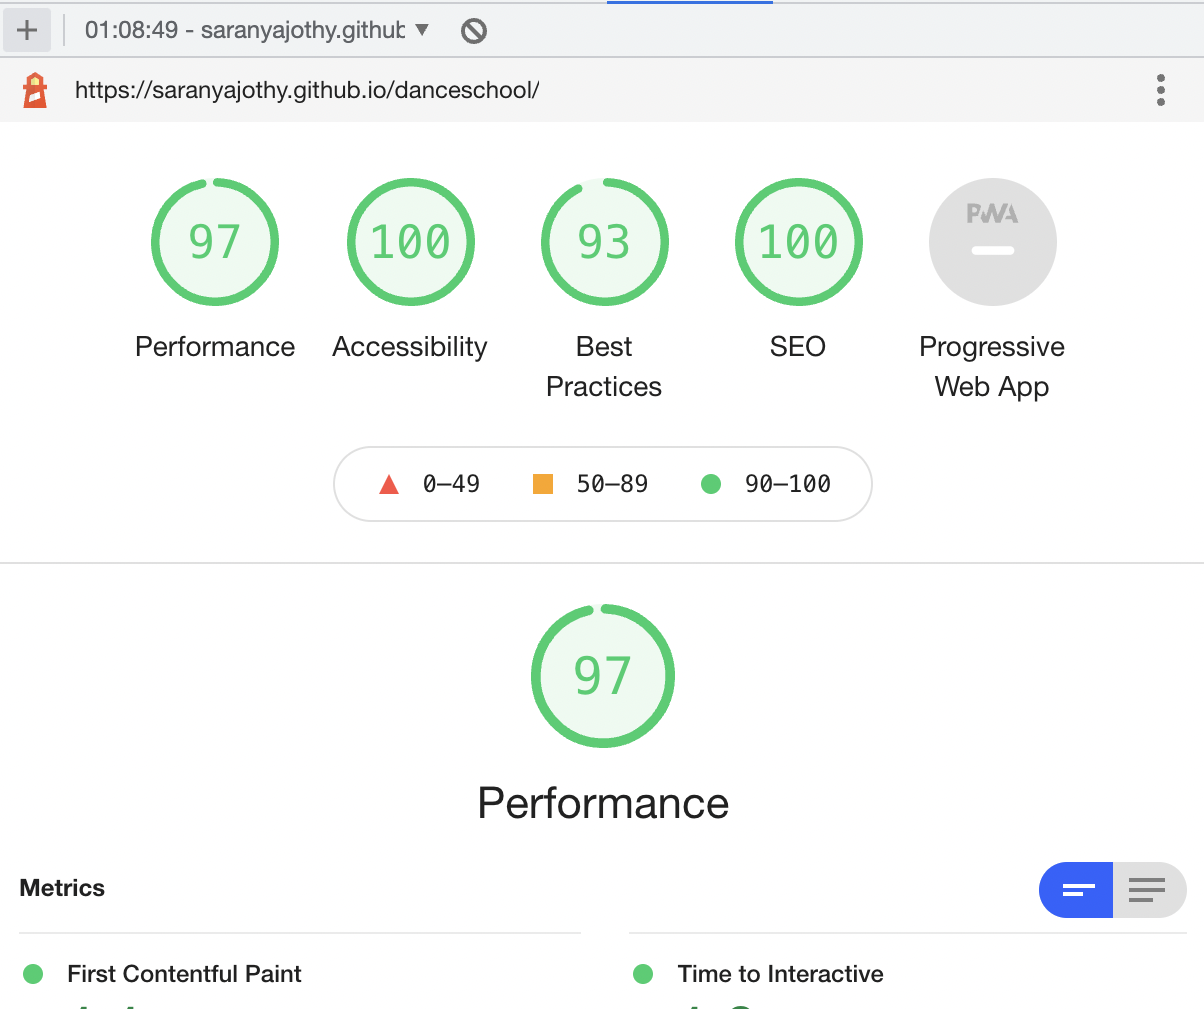 01:08:49 - saranyajothy.github
https://saranyajothy.github.io/danceschool/
97 100 93 100 PWA
Performance Accessibility Best Practices SEO Progressive Web App
0–49 50–89 90–100
97
Performance
Metrics
First Contentful Paint Time to Interactive